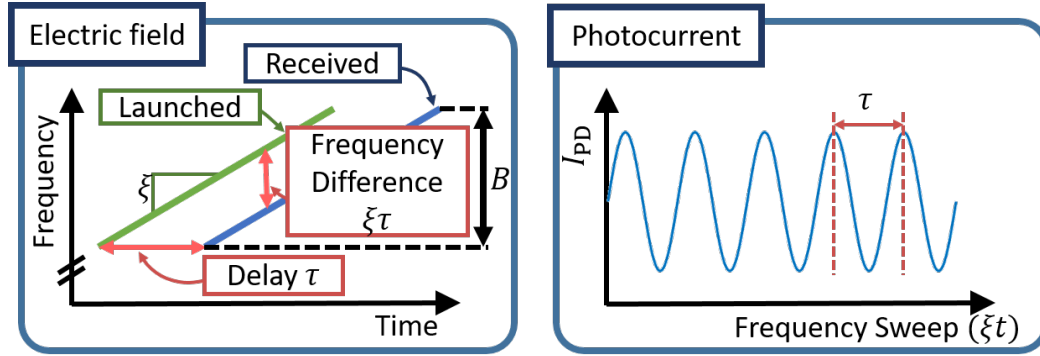 Electric field
Received
Launched
Frequency
Difference
ξτ
ξ
B
Delay τ
Frequency
Time
Photocurrent
τ
I_PD
Frequency Sweep (ξt)